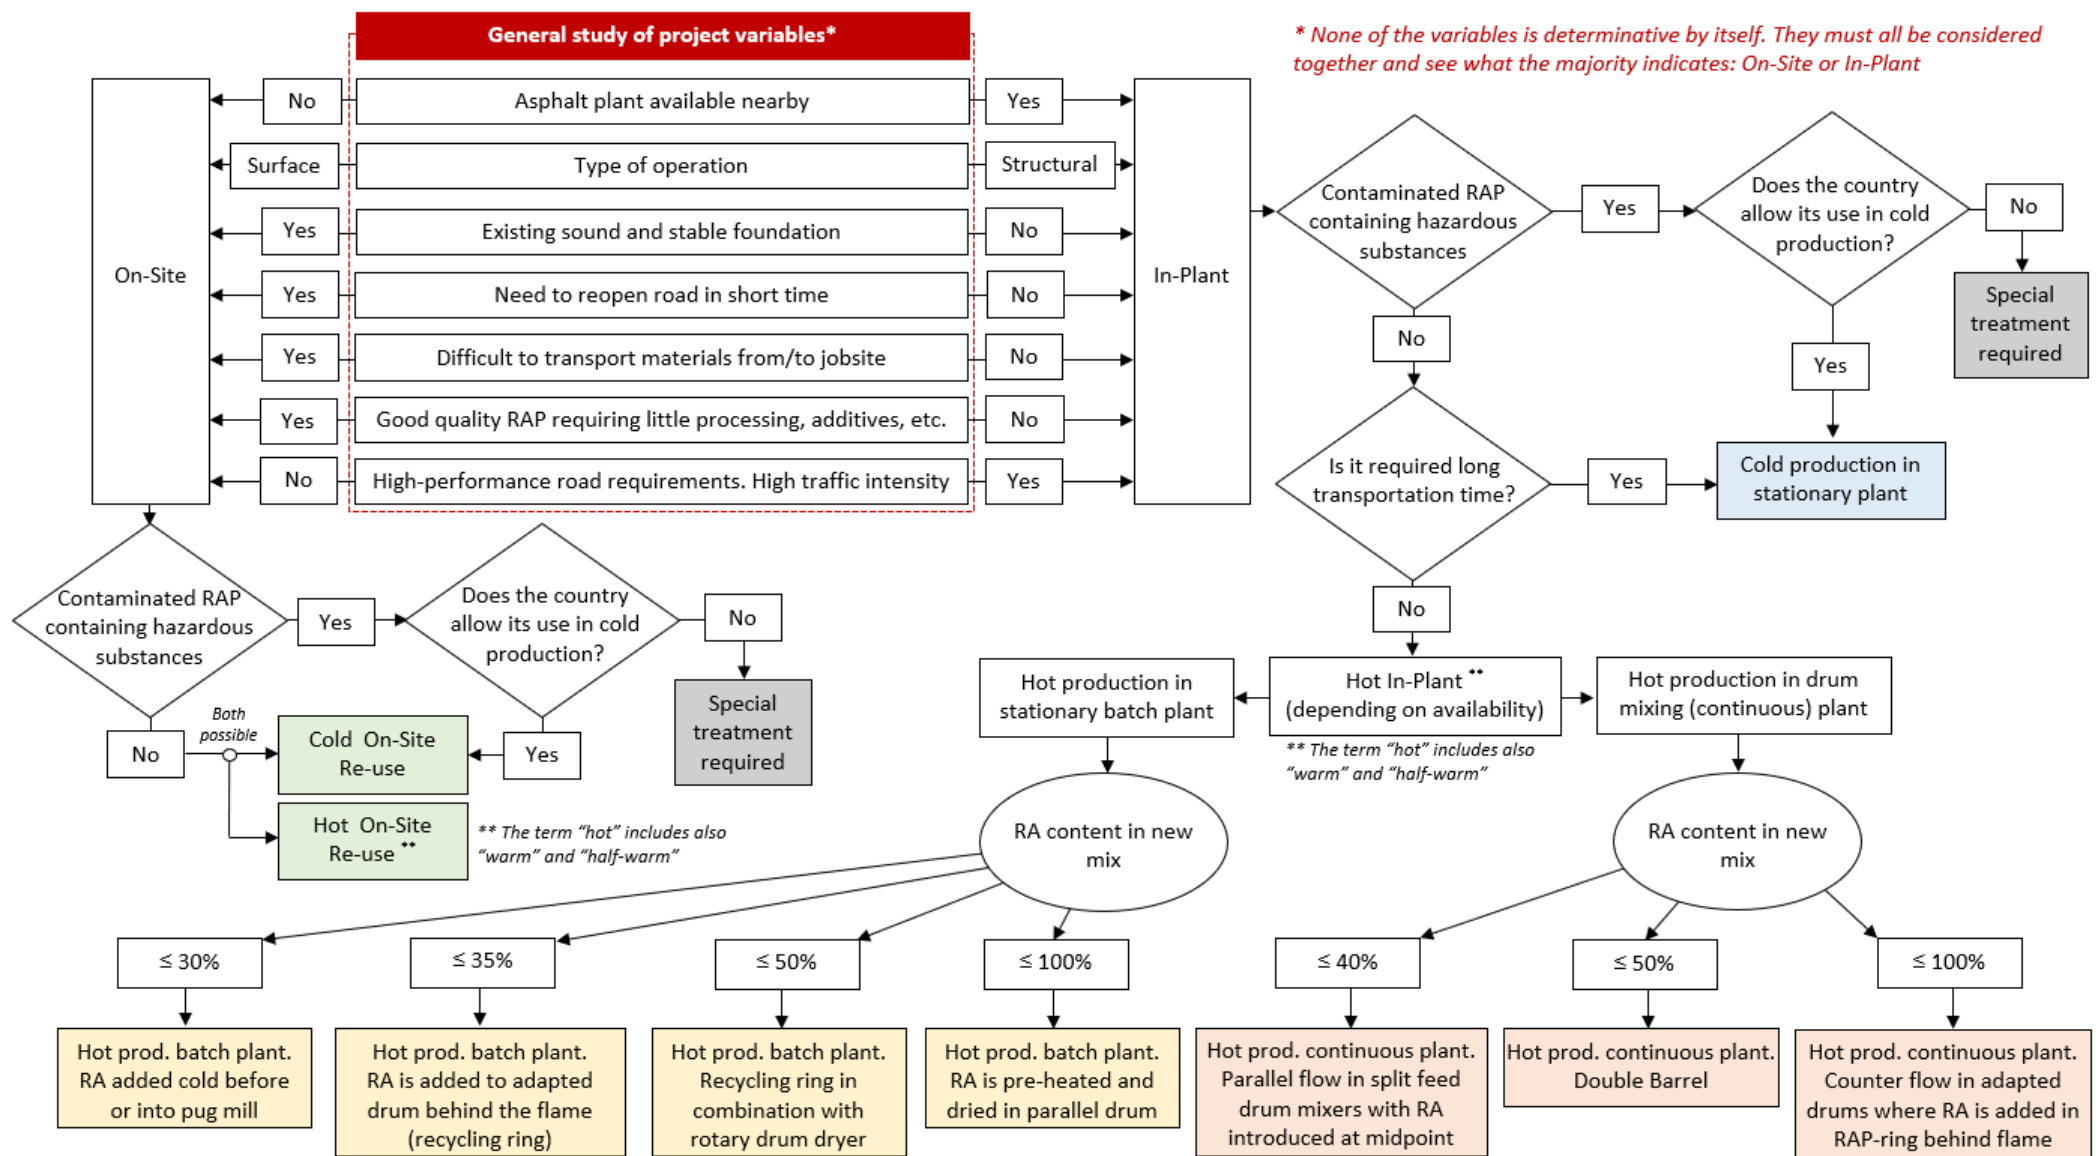 General study of project variables*
* None of the variables is determinative by itself. They must all be considered
together and see what the majority indicates: On-Site or In-Plant
No
Asphalt plant available nearby
Yes
Surface
Type of operation
Structural
Yes
Existing sound and stable foundation
No
Yes
Need to reopen road in short time
No
Yes
Difficult to transport materials from/to jobsite
No
Yes
Good quality RAP requiring little processing, additives, etc.
No
No
High-performance road requirements. High traffic intensity
Yes
On-Site
In-Plant
Contaminated RAP
containing hazardous
substances
Yes
Does the country
allow its use in cold
production?
No
Special
treatment
required
Yes
No
Is it required long
transportation time?
Yes
Cold production in
stationary plant
No
Contaminated RAP
containing hazardous
substances
Yes
Does the country
allow its use in cold
production?
No
Special
treatment
required
No
Both
possible
Cold On-Site
Re-use
Yes
Hot On-Site
Re-use **
** The term “hot” includes also
“warm” and “half-warm”
Hot production in
stationary batch plant
Hot In-Plant **
(depending on availability)
Hot production in drum
mixing (continuous) plant
** The term “hot” includes also
“warm” and “half-warm”
RA content in new
mix
RA content in new
mix
≤ 30%
≤ 35%
≤ 50%
≤ 100%
≤ 40%
≤ 50%
≤ 100%
Hot prod. batch plant.
RA added cold before
or into pug mill
Hot prod. batch plant.
RA is added to adapted
drum behind the flame
(recycling ring)
Hot prod. batch plant.
Recycling ring in
combination with
rotary drum dryer
Hot prod. batch plant.
RA is pre-heated and
dried in parallel drum
Hot prod. continuous plant.
Parallel flow in split feed
drum mixers with RA
introduced at midpoint
Hot prod. continuous plant.
Double Barrel
Hot prod. continuous plant.
Counter flow in adapted
drums where RA is added in
RAP-ring behind flame